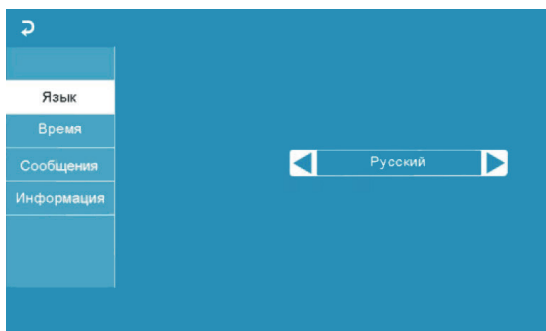 Язык
Время
Сообщения
Информация
Русский